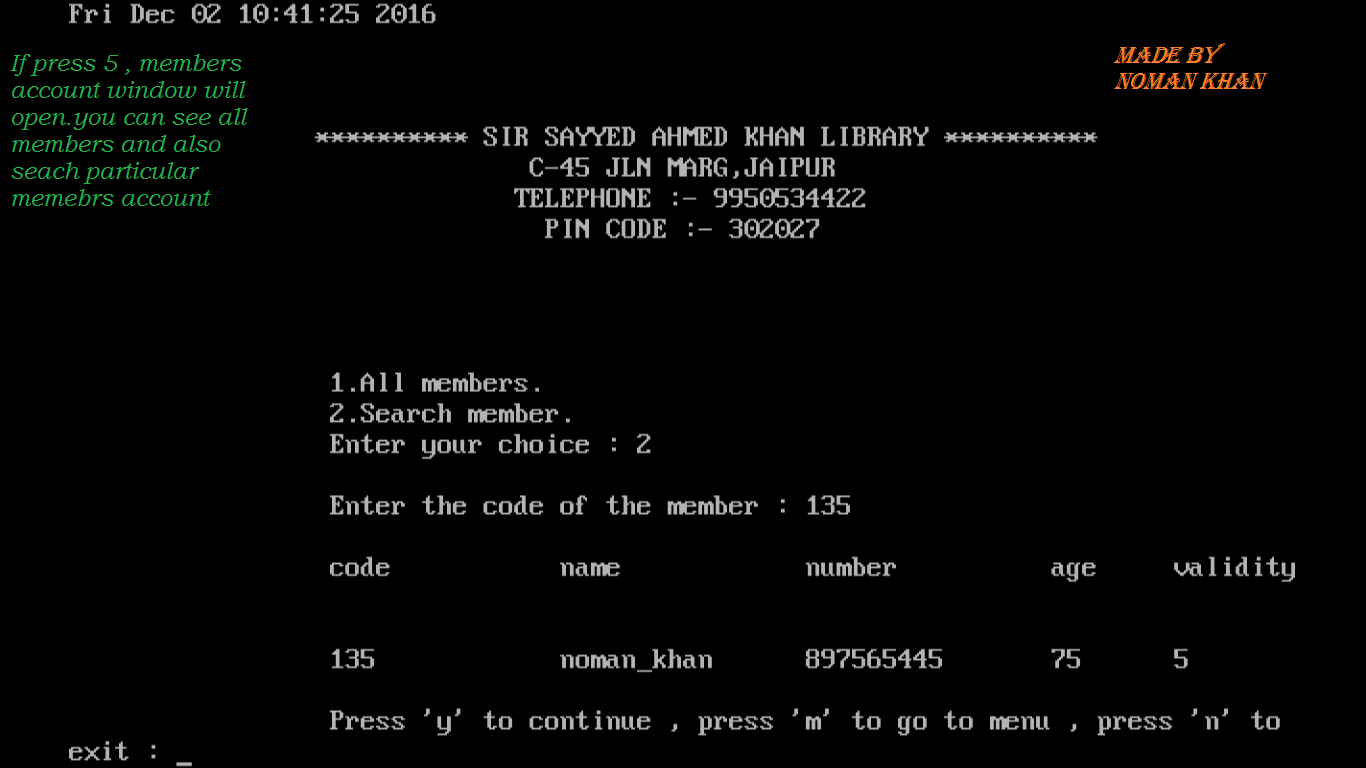 Fri Dec 02 10:41:25 2016
If press 5 , members
account window will
open.you can see all
members and also
seach particular
memebrs account
MADE BY
NOMAN KHAN
********** SIR SAYYED AHMED KHAN LIBRARY **********
C-45 JLN MARG,JAIPUR
TELEPHONE :- 9950534422
PIN CODE :- 302027
1.All members.
2.Search member.
Enter your choice : 2
Enter the code of the member : 135
code name number age validity
135 noman_khan 897565445 75 5
Press 'y' to continue , press 'm' to go to menu , press 'n' to
exit : _